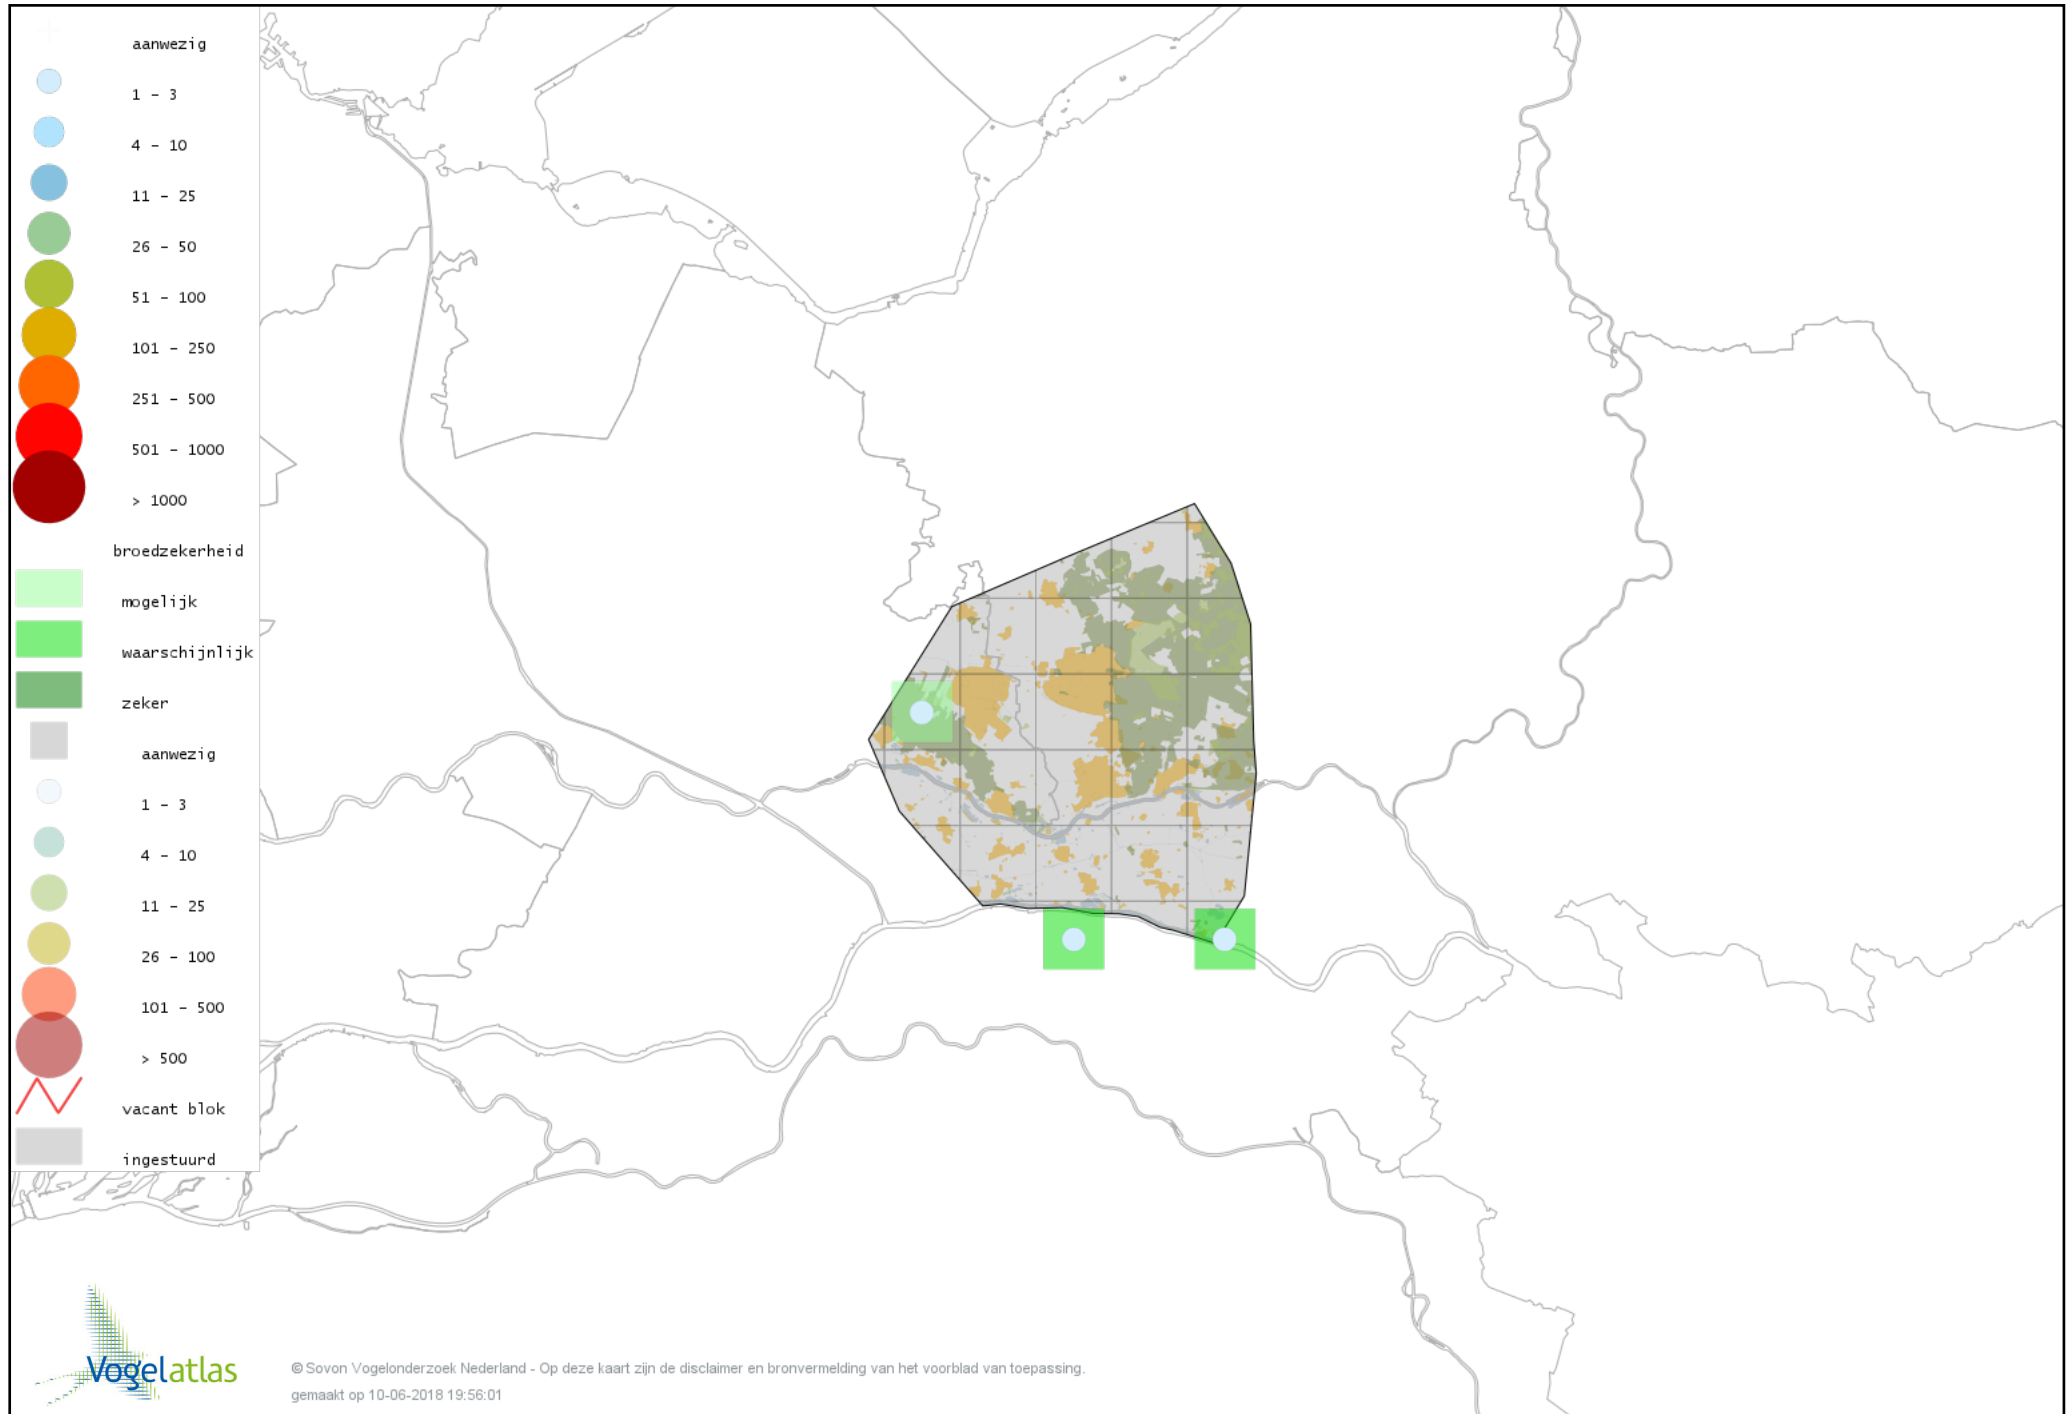 aanwezig
1 - 3
4 - 10
11 - 25
26 - 50
51 - 100
101 - 250
251 - 500
501 - 1000
> 1000
broedzekerheid
mogelijk
waarschijnlijk
zeker
aanwezig
1 - 3
4 - 10
11 - 25
26 - 100
101 - 500
> 500
vacant blok
ingestuurd
Vogelatlas
© Sovon Vogelonderzoek Nederland - Op deze kaart zijn de disclaimer en bronvermelding van het voorblad van toepassing.
gemaakt op 10-06-2018 19:56:01